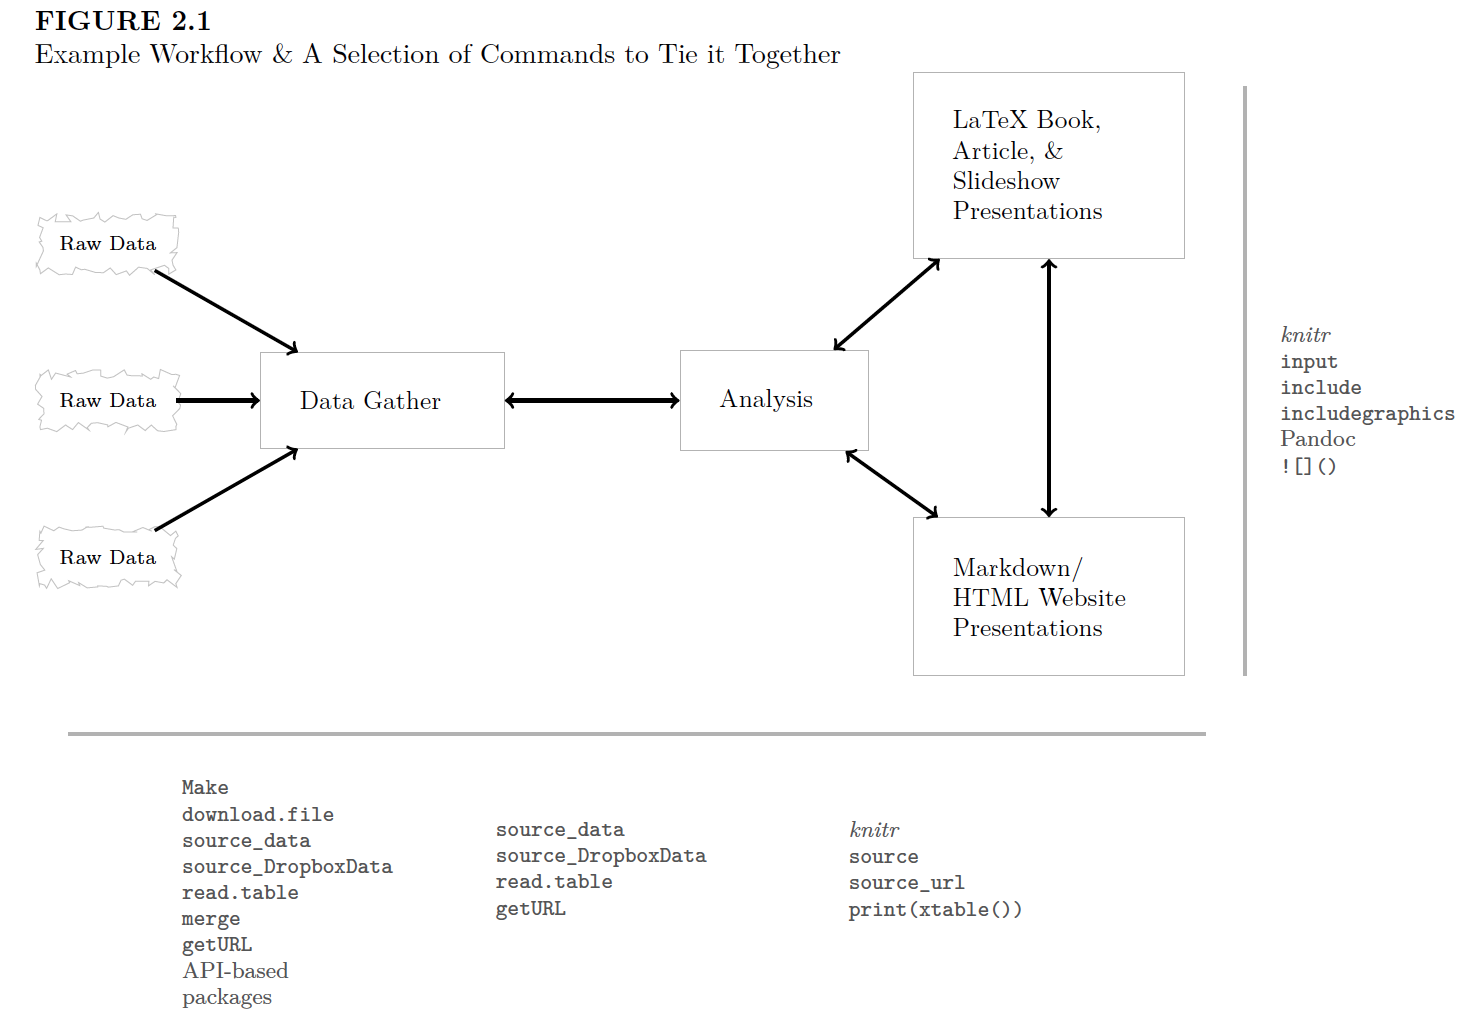 FIGURE 2.1
Example Workflow & A Selection of Commands to Tie it Together
LaTeX Book,
Article, &
Slideshow
Presentations
Raw Data
Raw Data
Raw Data
Data Gather
Analysis
Markdown/
HTML Website
Presentations
knitr
input
include
includegraphics
Pandoc
![]()
Make
download.file
source_data
source_DropboxData
read.table
merge
getURL
API-based
packages
source_data
source_DropboxData
read.table
getURL
knitr
source
source_url
print(xtable())